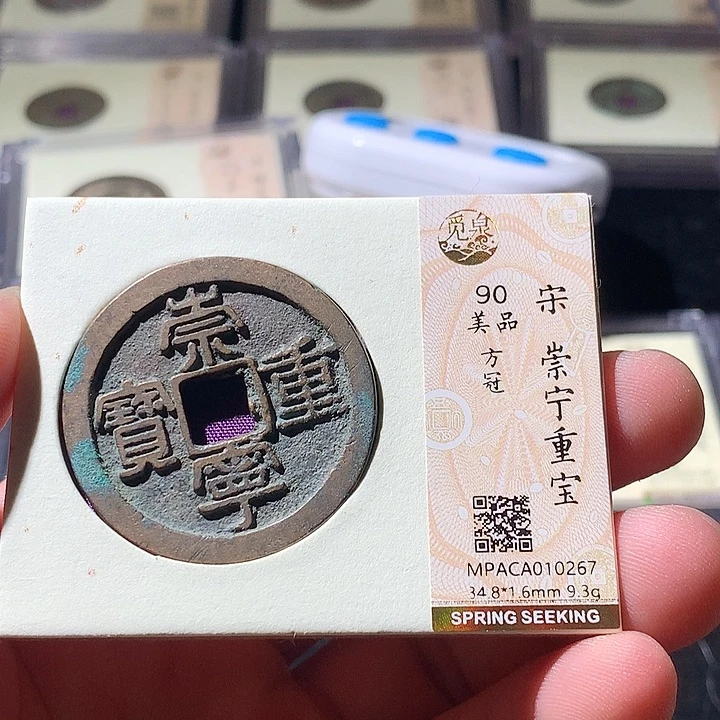 崇
重
寧
寶
覓泉
90
美品
方冠
宋 崇宁重宝
MPACA010267
34.8*1.6mm 9.3g
SPRING SEEKING